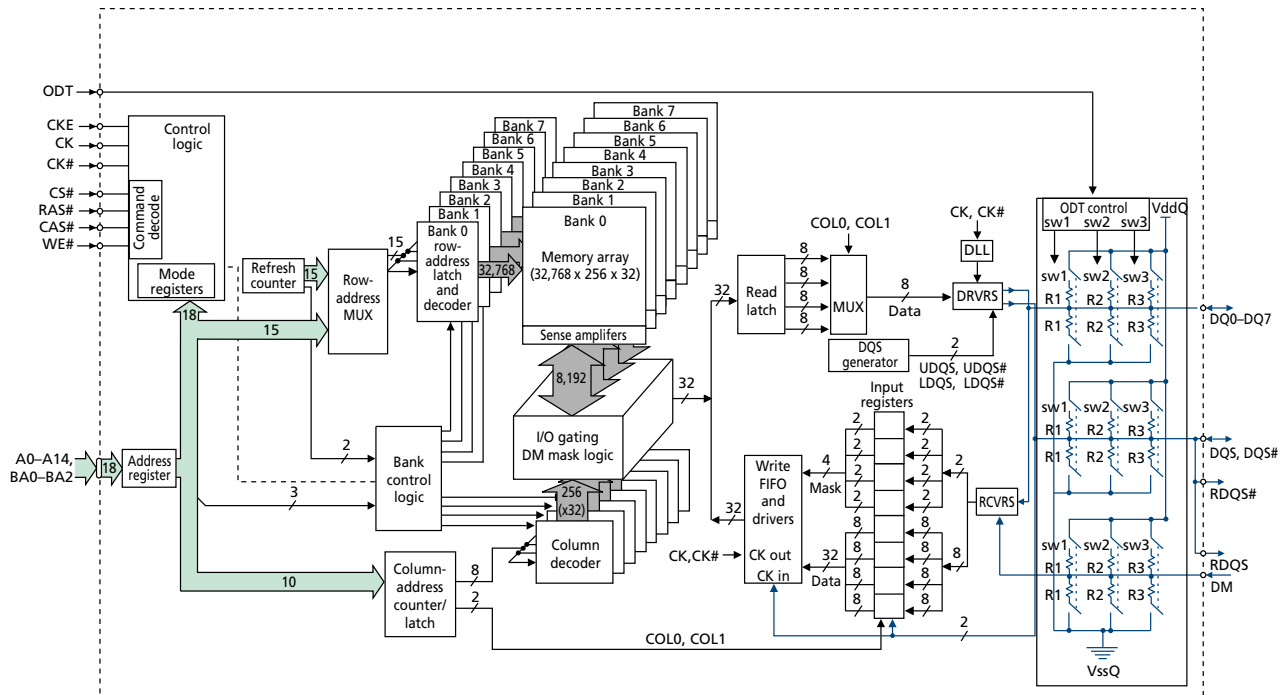 ODT
CKE
CK
CK#
CS#
RAS#
CAS#
WE#
Control
logic
Command
decode
Mode
registers
Refresh
counter
15
Row-
address
MUX
15
18
15
Bank 7
Bank 6
Bank 5
Bank 4
Bank 3
Bank 2
Bank 1
Bank 0
row-
address
latch
and
decoder
32,768
Bank 7
Bank 6
Bank 5
Bank 4
Bank 3
Bank 2
Bank 1
Bank 0
Memory array
(32,768 x 256 x 32)
Sense amplifers
8,192
I/O gating
DM mask logic
256
(x32)
Column
decoder
A0–A14,
BA0–BA2
18
Address
register
2
3
Bank
control
logic
10
Column-
address
counter/
latch
8
2
COL0, COL1
32
32
32
Read
latch
8
8
8
8
COL0, COL1
MUX
8
Data
CK, CK#
DLL
DRVRS
DQS
generator
2
UDQS, UDQS#
LDQS, LDQS#
Input
registers
2
2
2
2
2
2
2
2
2
8
8
8
8
8
8
8
8
8
Write
FIFO
and
drivers
CK out
CK in
CK,CK#
4
Mask
32
Data
RCVRS
2
ODT control
sw1 sw2 sw3
VddQ
sw1 sw2 sw3
R1 R2 R3
R1 R2 R3
sw1 sw2 sw3
R1 R2 R3
R1 R2 R3
sw1 sw2 sw3
R1 R2 R3
R1 R2 R3
VssQ
DQ0–DQ7
DQS, DQS#
RDQS#
RDQS
DM